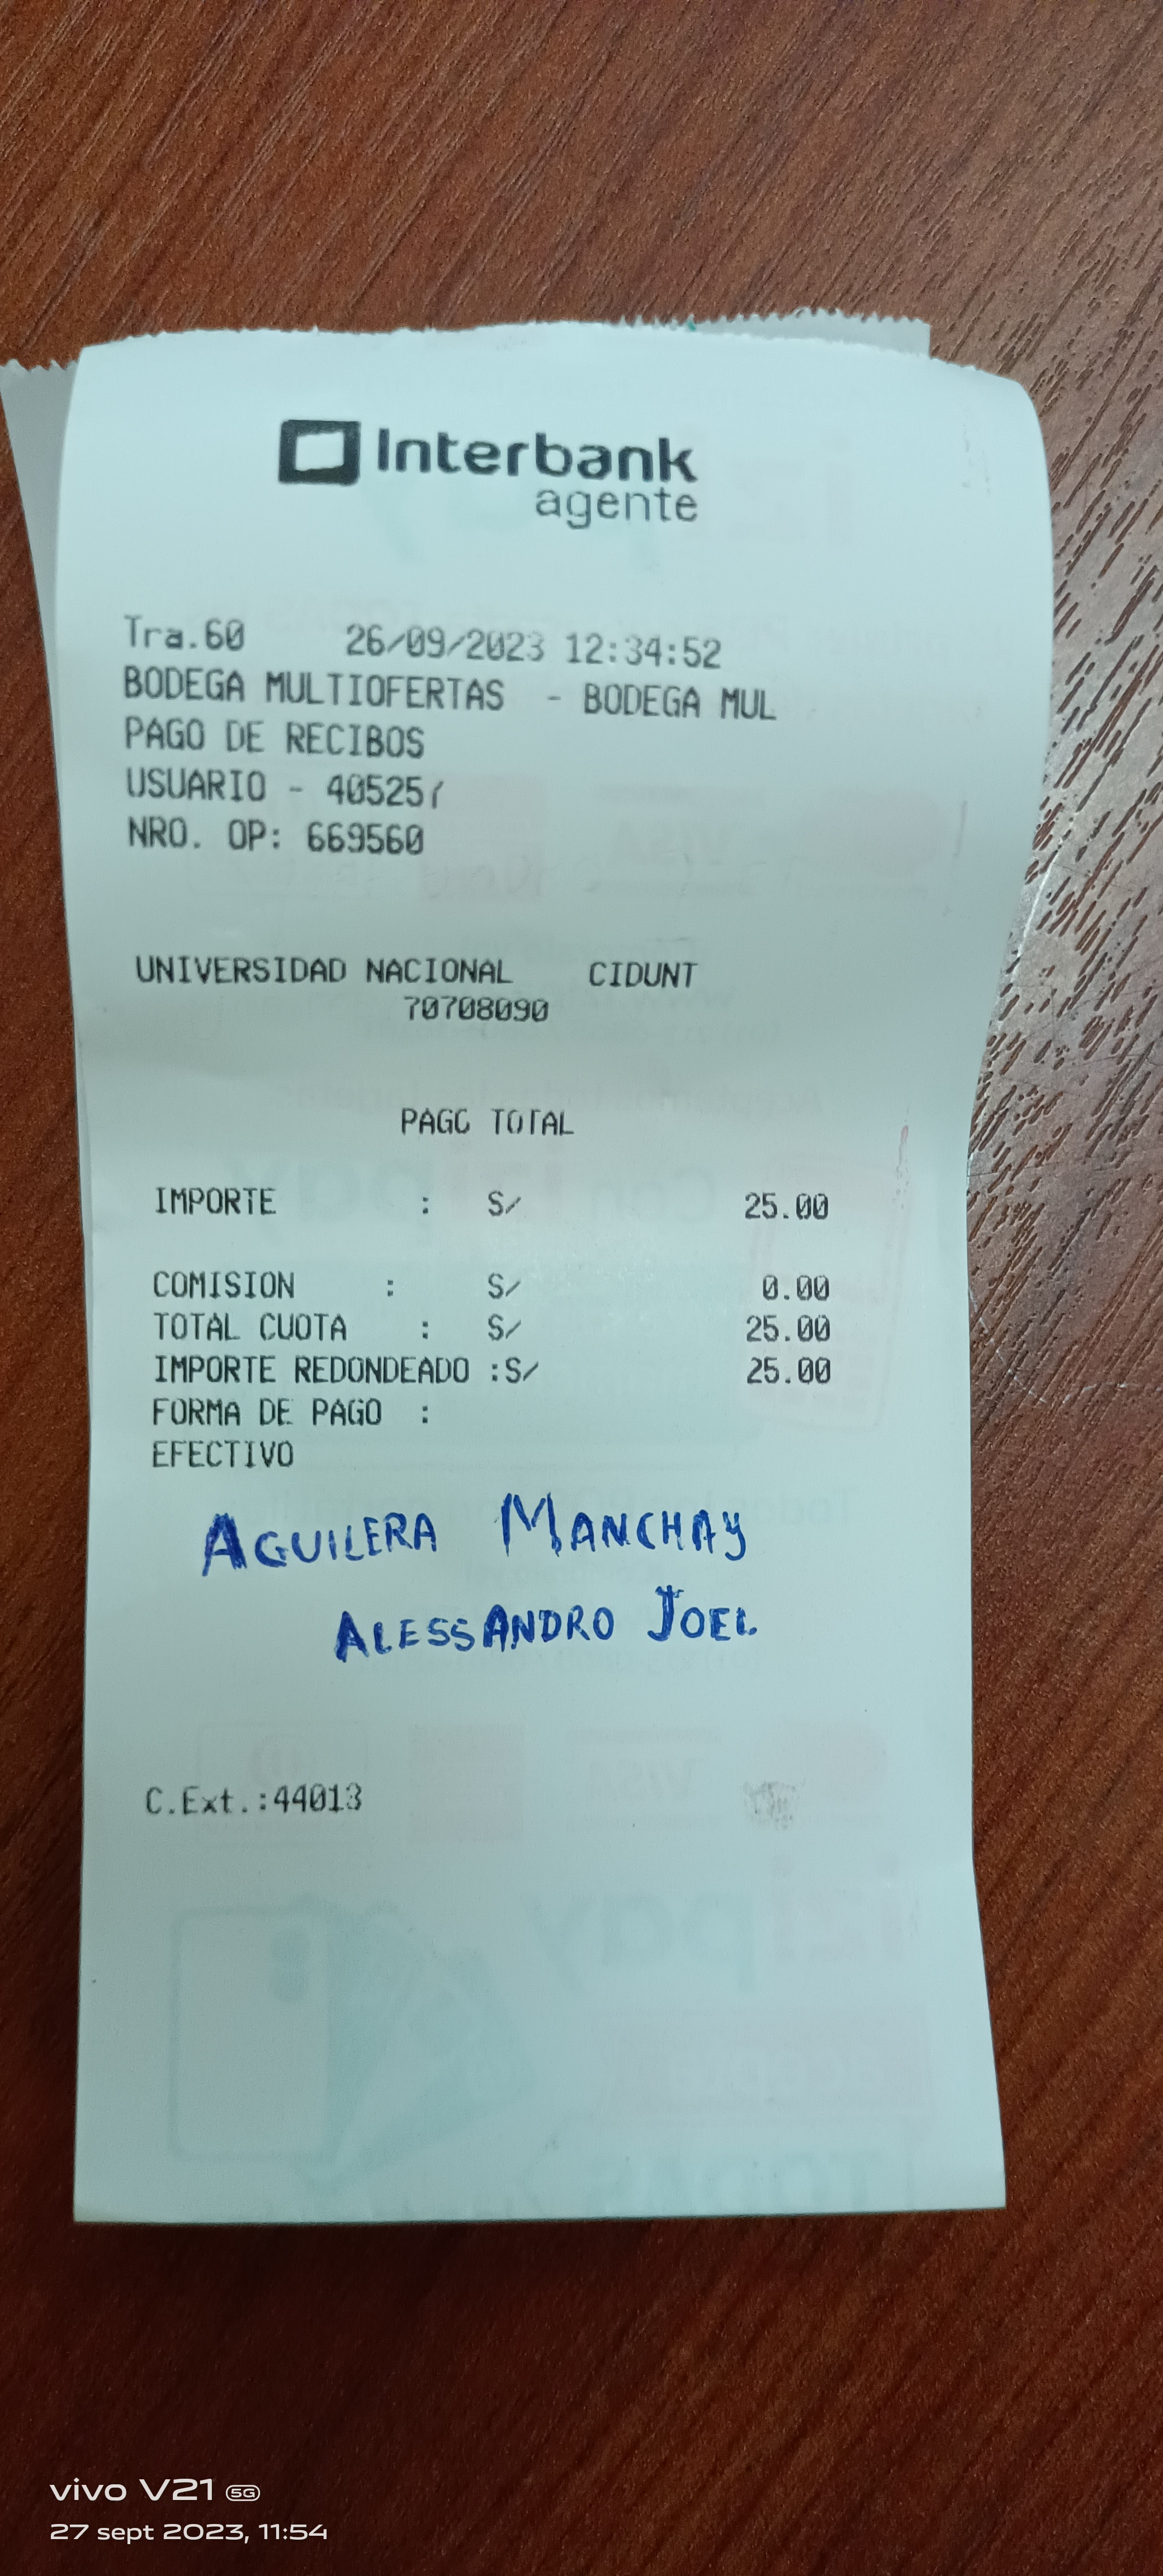 Interbank
agente
Tra.60 26/09/2023 12:34:52
BODEGA MULTIOFERTAS - BODEGA MUL
PAGO DE RECIBOS
USUARIO -
NRO. OP: 669560
UNIVERSIDAD NACIONAL CIDUNT
70708090
PAGO TOTAL
IMPORTE : S/ 25.00
COMISION : S/ 0.00
TOTAL CUOTA : S/ 25.00
IMPORTE REDONDEADO :S/ 25.00
FORMA DE PAGO :
EFECTIVO
AGUILERA MANCHAY
ALESSANDRO JOEL
C.Ext.:44013
vivo V21 5G
27 sept 2023, 11:54